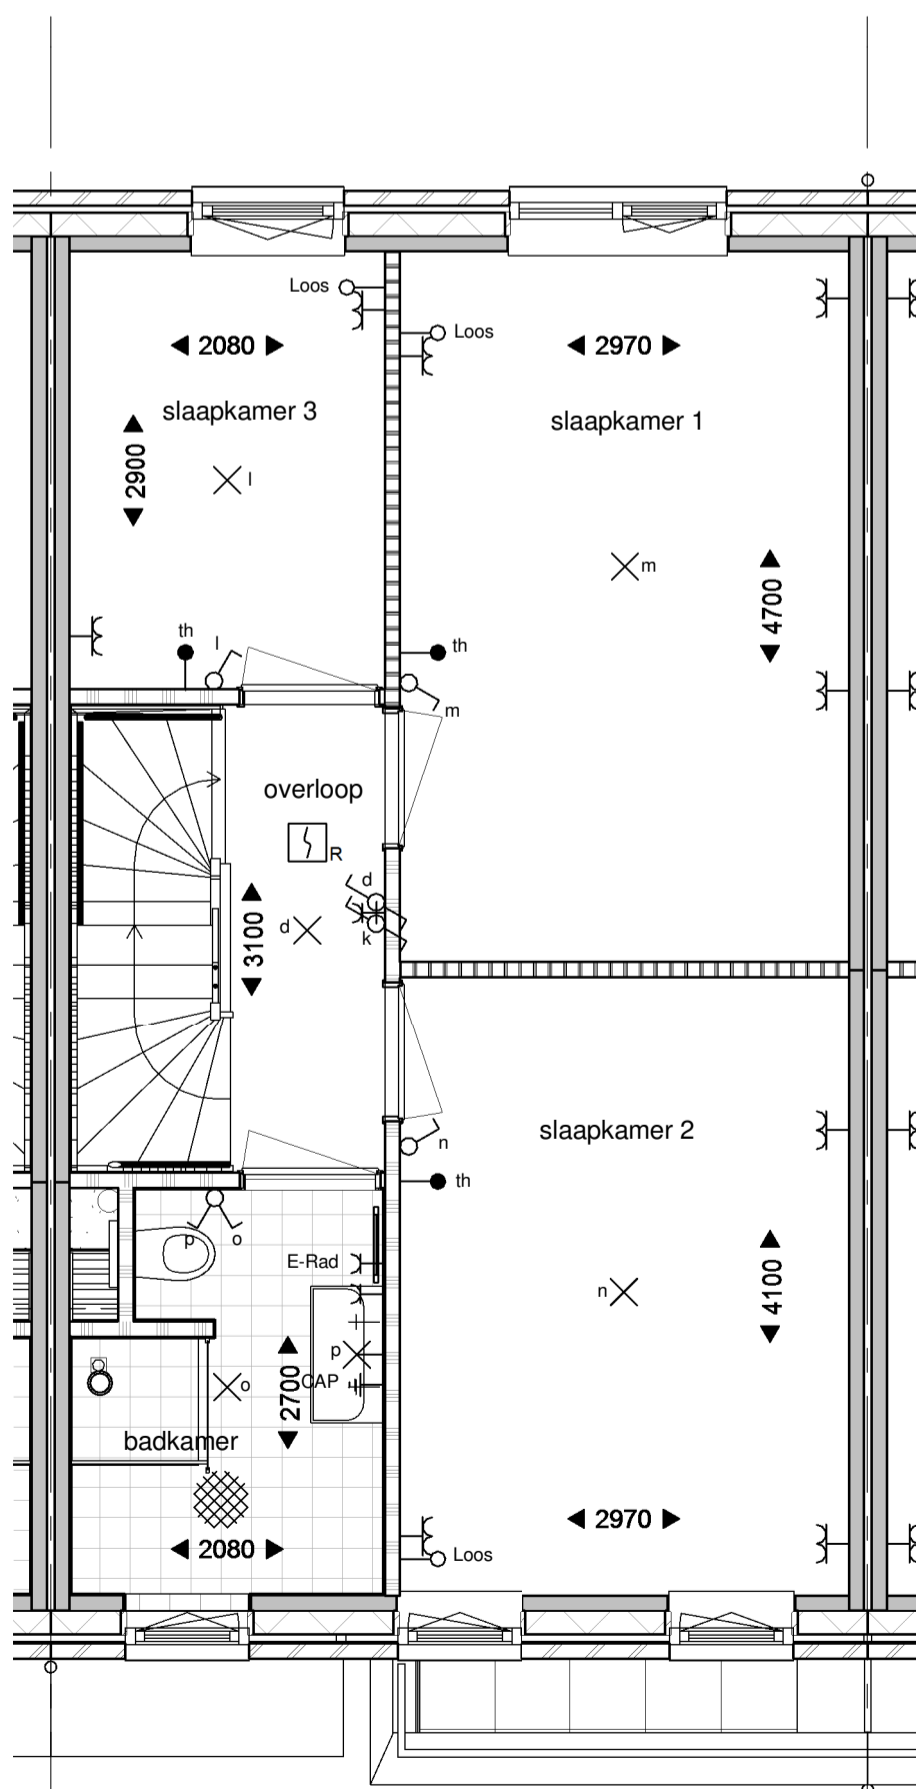 Loos
Loos
2080
2970
slaapkamer 3
slaapkamer 1
2900
l
m
4700
th
l
th
m
overloop
R
d
d
k
3100
slaapkamer 2
n
th
p
o
E-Rad
n
4100
p
o
2700
CAP
badkamer
2970
2080
Loos